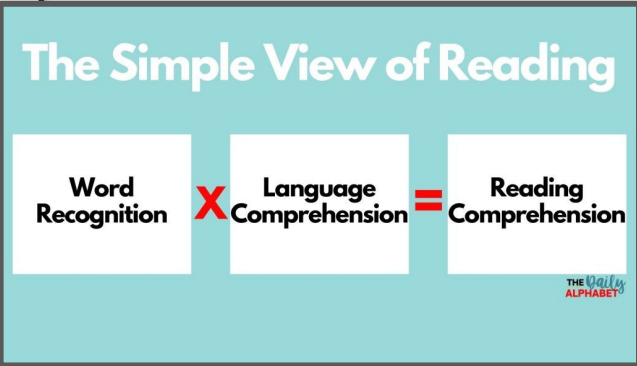 The Simple View of Reading
Word
Recognition
X
Language
Comprehension
=
Reading
Comprehension
THE Daily
ALPHABET